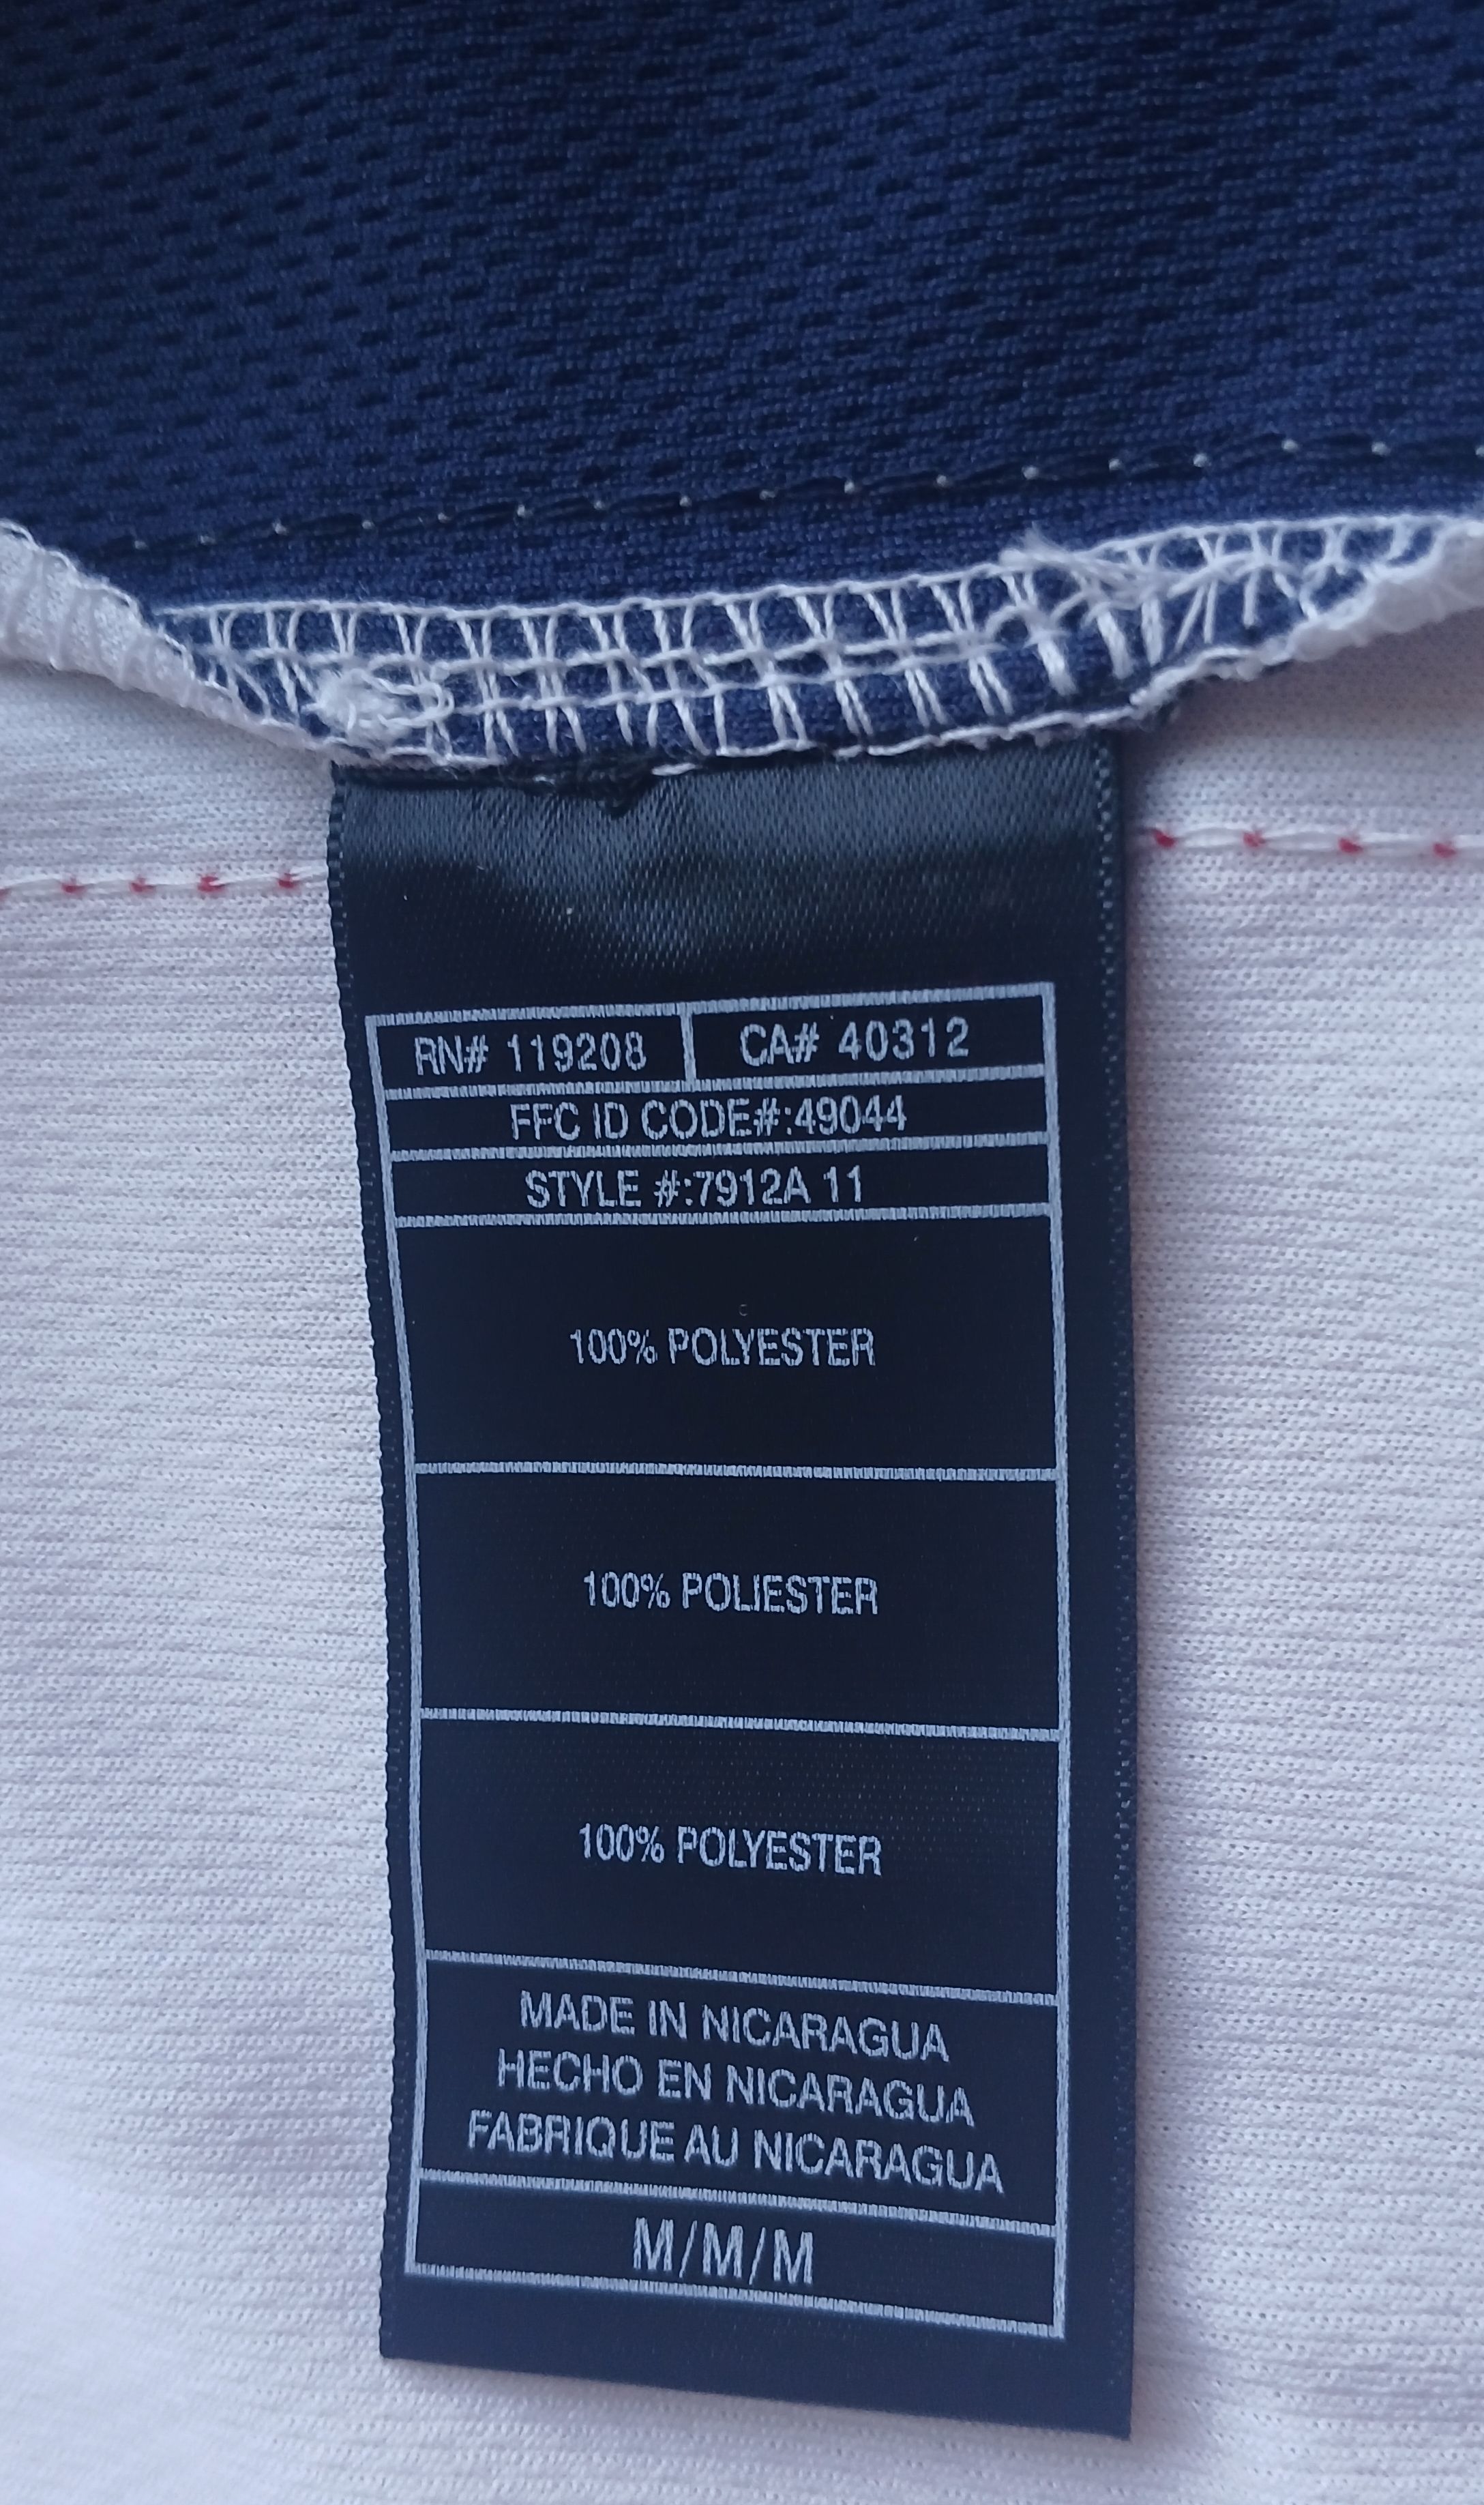 RN# 119208 CA# 40312
FFC ID CODE#:49044
STYLE #:7912A 11
100% POLYESTER
100% POLIESTER
100% POLYESTER
MADE IN NICARAGUA
HECHO EN NICARAGUA
FABRIQUE AU NICARAGUA
M/M/M